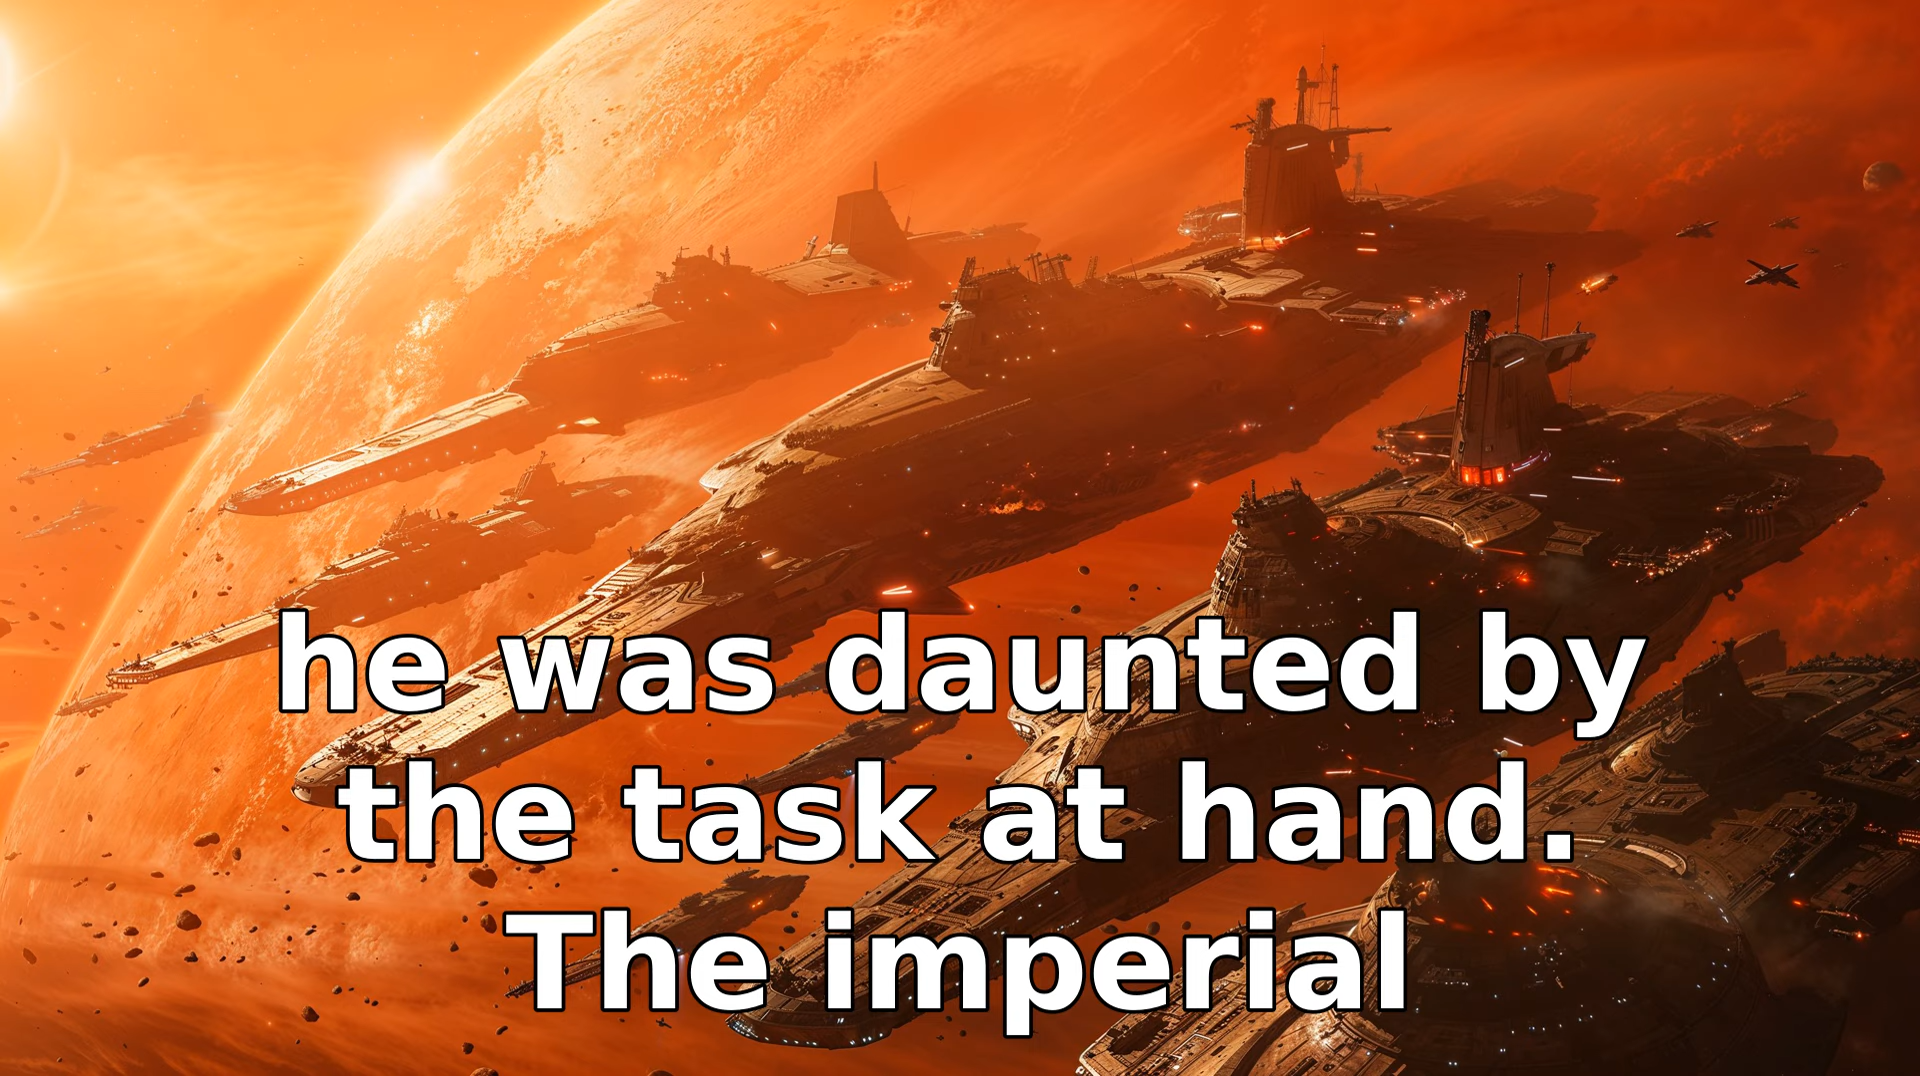 he was daunted by
the task at hand.
The imperial